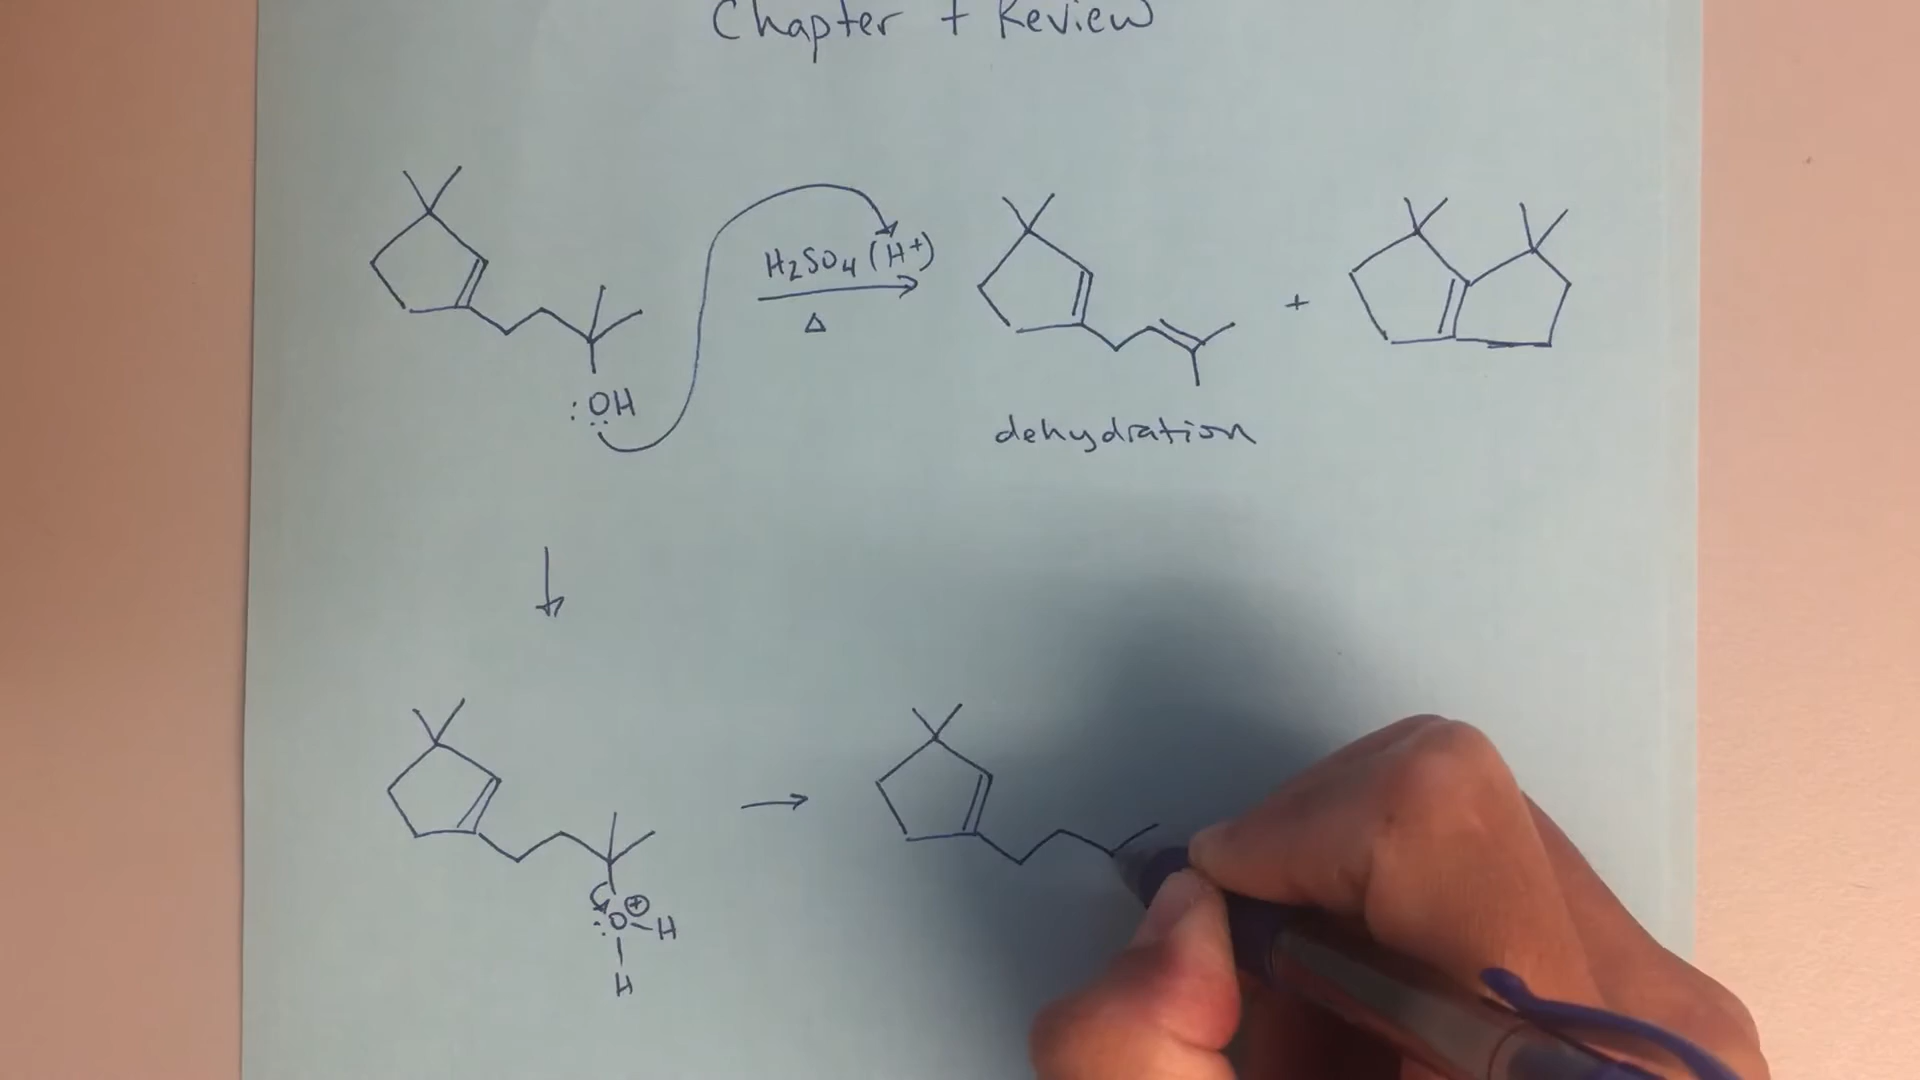 Chapter 7 Review
H₂SO₄ (H⁺)
Δ
+
:OH
dehydration
:O⊕-H
H